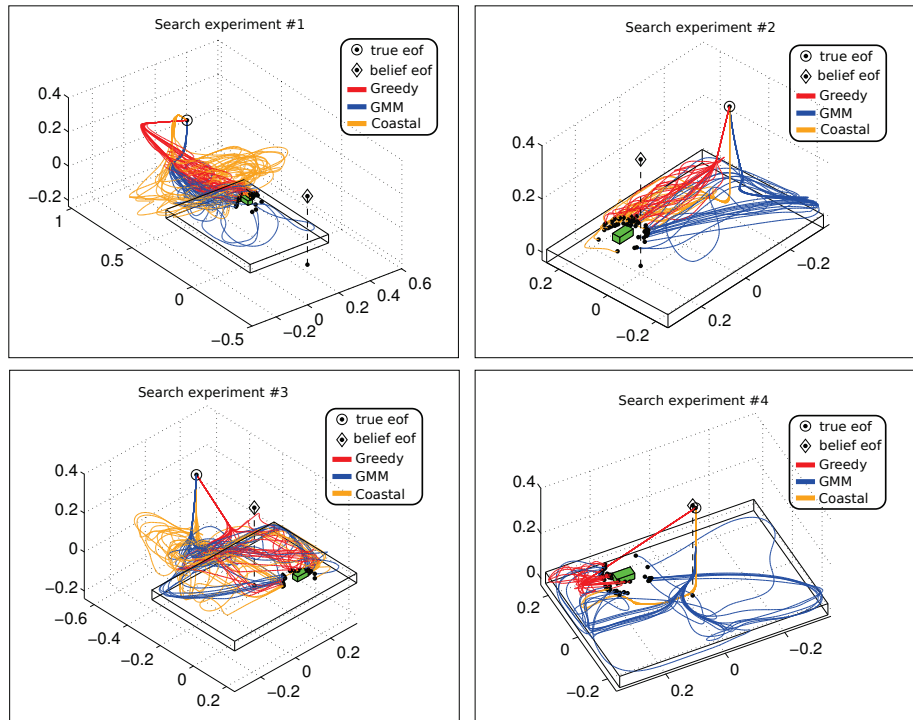 Search experiment #1
true eof
belief eof
Greedy
GMM
Coastal
0.4
0.2
0
−0.2
1
0.5
0
−0.5
−0.2
0
0.2
0.4
0.6
Search experiment #2
true eof
belief eof
Greedy
GMM
Coastal
0.4
0.2
0
0.2
0
−0.2
0.2
0
−0.2
Search experiment #3
true eof
belief eof
Greedy
GMM
Coastal
0.4
0.2
0
−0.2
−0.6
−0.4
−0.2
0
0.2
−0.2
0
0.2
Search experiment #4
true eof
belief eof
Greedy
GMM
Coastal
0.4
0.2
0
0.2
0
−0.2
0.2
0
−0.2